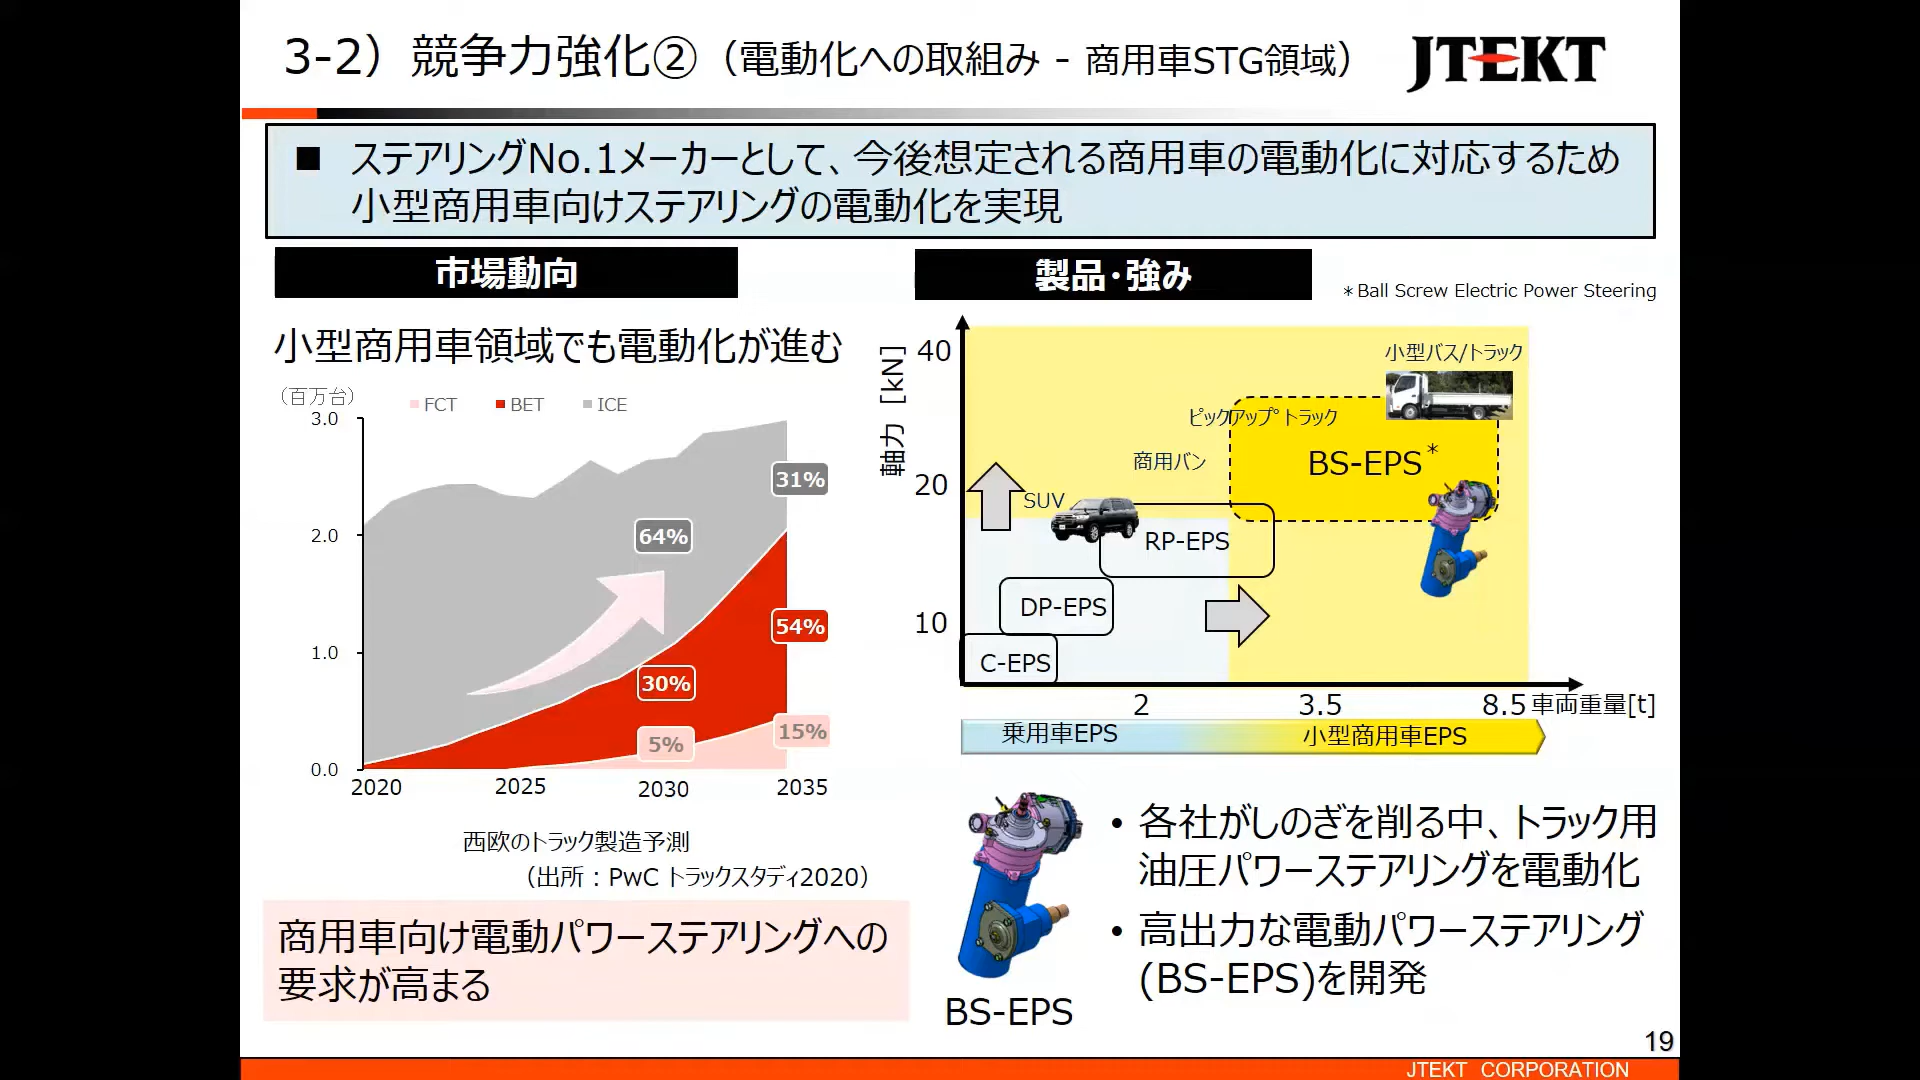 3-2）競争力強化②（電動化への取組み - 商用車STG領域）
JTEKT
■ ステアリングNo.1メーカーとして、今後想定される商用車の電動化に対応するため
小型商用車向けステアリングの電動化を実現
市場動向
小型商用車領域でも電動化が進む
（百万台）
FCT BET ICE
3.0
2.0
1.0
0.0
31%
64%
54%
30%
5%
15%
2020 2025 2030 2035
西欧のトラック製造予測
（出所：PwC トラックスタディ2020）
商用車向け電動パワーステアリングへの
要求が高まる
製品･強み
＊Ball Screw Electric Power Steering
軸力 [kN]
40
20
10
小型バス/トラック
ピックアップトラック
商用バン
BS-EPS*
SUV
RP-EPS
DP-EPS
C-EPS
2 3.5 8.5 車両重量[t]
乗用車EPS 小型商用車EPS
BS-EPS
• 各社がしのぎを削る中、トラック用
油圧パワーステアリングを電動化
• 高出力な電動パワーステアリング
(BS-EPS)を開発
19
JTEKT CORPORATION